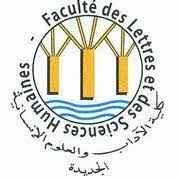 Faculté des Lettres et des Sciences Humaines -
كلية الآداب والعلوم الإنسانية
الجديدة